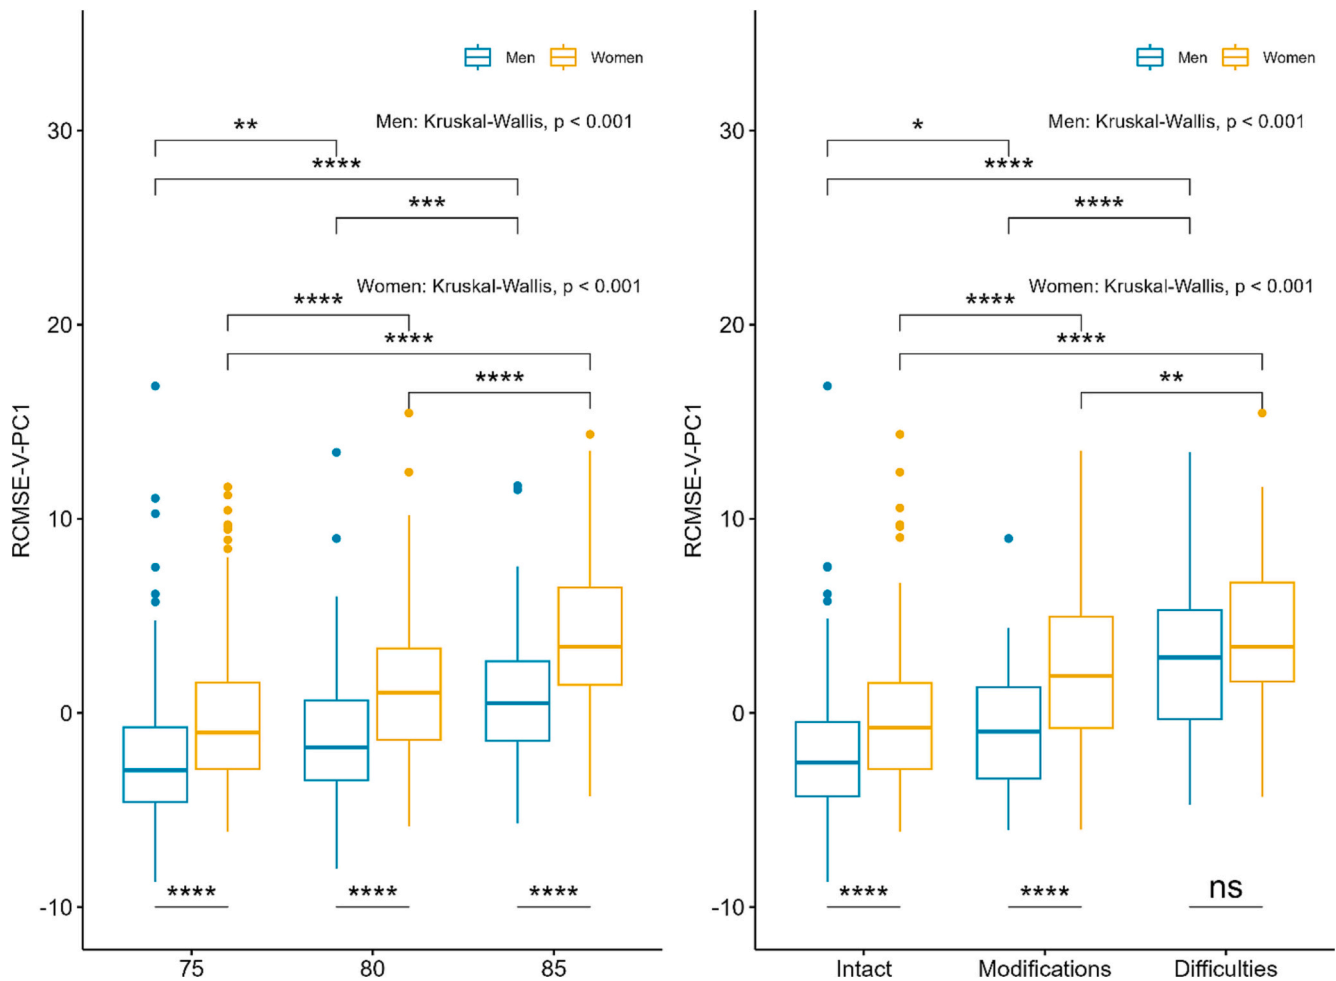 Men Women
Men: Kruskal-Wallis, p < 0.001
**
****
***
Women: Kruskal-Wallis, p < 0.001
****
****
****
30
20
10
0
-10
RCMSE-V-PC1
**** **** ****
75 80 85
Men Women
Men: Kruskal-Wallis, p < 0.001
*
****
****
Women: Kruskal-Wallis, p < 0.001
****
****
**
30
20
10
0
-10
RCMSE-V-PC1
**** **** ns
Intact Modifications Difficulties